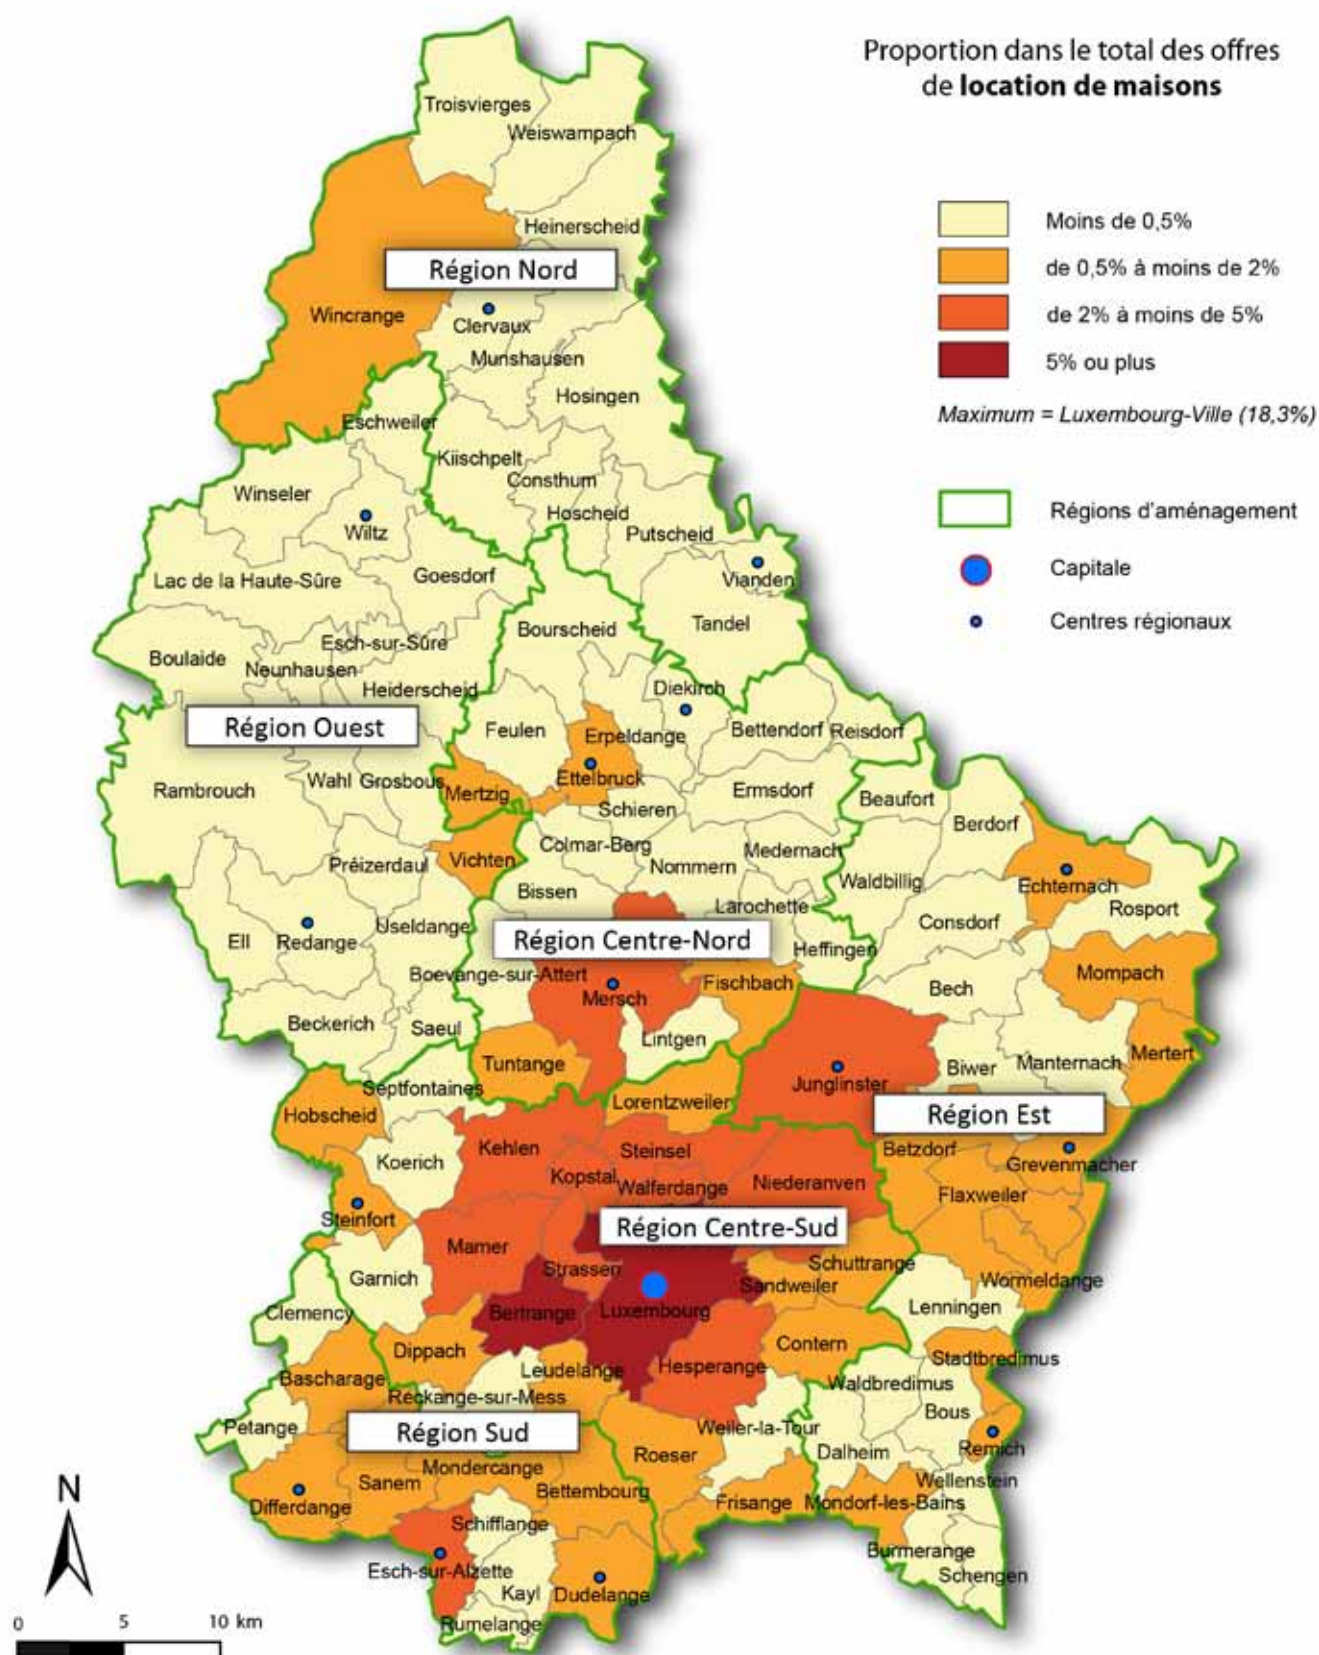 Proportion dans le total des offres
de location de maisons
Moins de 0,5%
de 0,5% à moins de 2%
de 2% à moins de 5%
5% ou plus
Maximum = Luxembourg-Ville (18,3%)
Régions d'aménagement
Capitale
Centres régionaux
Troisvierges
Weiswampach
Heinerscheid
Région Nord
Wincrange
Clervaux
Munshausen
Hosingen
Eschweiler
Kiischpelt
Consthum
Winseler
Hoscheid
Wiltz
Putscheid
Lac de la Haute-Sûre
Goesdorf
Vianden
Tandel
Bourscheid
Esch-sur-Sûre
Boulaide
Neunhausen
Heiderscheid
Diekirch
Région Ouest
Feulen
Erpeldange
Bettendorf
Reisdorf
Rambrouch
Wahl
Grosbous
Mertzig
Ettelbruck
Ermsdorf
Beaufort
Schieren
Berdorf
Colmar-Berg
Medernach
Préizerdaul
Vichten
Nommern
Waldbillig
Echternach
Bissen
Larochette
Rosport
Consdorf
Useldange
Ell
Redange
Région Centre-Nord
Heffingen
Boevange-sur-Attert
Fischbach
Mompach
Bech
Mersch
Beckerich
Saeul
Lintgen
Tuntange
Biwer
Manternach
Mertert
Septfontaines
Junglinster
Hobscheid
Lorentzweiler
Région Est
Kehlen
Steinsel
Betzdorf
Koerich
Grevenmacher
Kopstal
Walferdange
Niederanven
Flaxweiler
Steinfort
Région Centre-Sud
Mamer
Strassen
Schuttrange
Garnich
Sandweiler
Wormeldange
Clemency
Bertrange
Luxembourg
Lenningen
Dippach
Contern
Leudelange
Hesperange
Stadtbredimus
Bascharage
Waldbredimus
Reckange-sur-Mess
Bous
Petange
Région Sud
Weiler-la-Tour
Remich
Roeser
Dalheim
Mondercange
Sanem
Wellenstein
Bettembourg
Differdange
Frisange
Mondorf-les-Bains
Schifflange
Burmerange
Esch-sur-Alzette
Schengen
Kayl
Dudelange
Rumelange
N
0 5 10 km